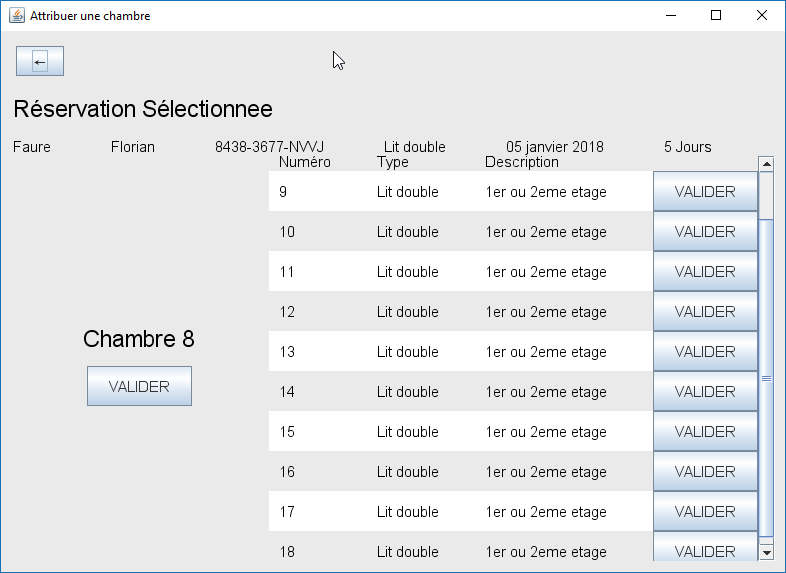 Attribuer une chambre
←
Réservation Sélectionnee
Faure Florian 8438-3677-NVVJ Lit double 05 janvier 2018 5 Jours
Numéro Type Description
9 Lit double 1er ou 2eme etage VALIDER
10 Lit double 1er ou 2eme etage VALIDER
11 Lit double 1er ou 2eme etage VALIDER
12 Lit double 1er ou 2eme etage VALIDER
13 Lit double 1er ou 2eme etage VALIDER
14 Lit double 1er ou 2eme etage VALIDER
15 Lit double 1er ou 2eme etage VALIDER
16 Lit double 1er ou 2eme etage VALIDER
17 Lit double 1er ou 2eme etage VALIDER
18 Lit double 1er ou 2eme etage VALIDER
Chambre 8
VALIDER